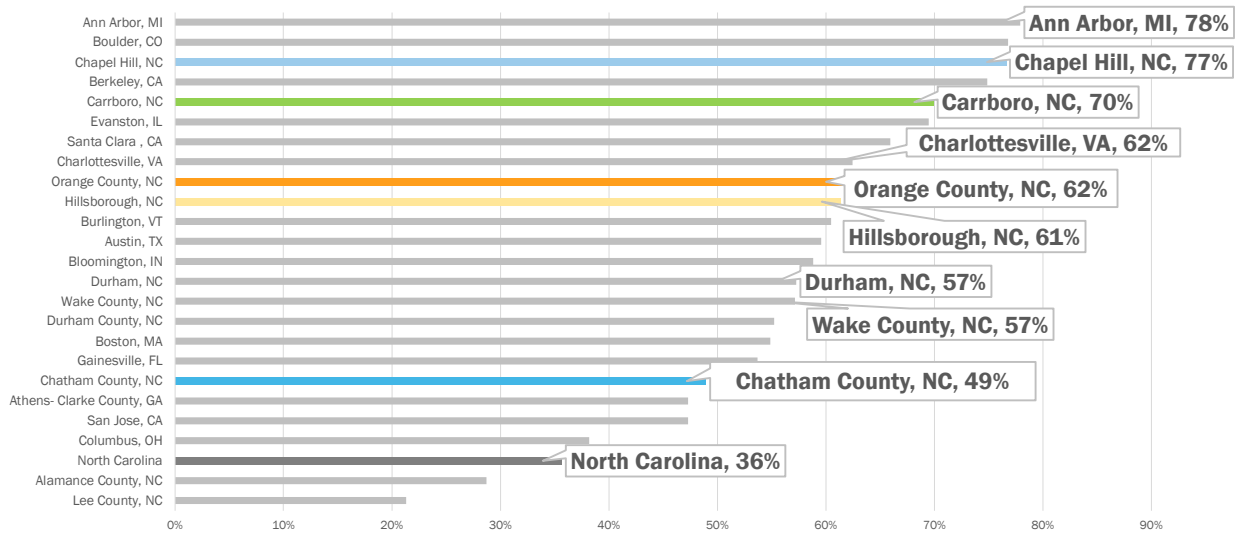 Ann Arbor, MI
Ann Arbor, MI, 78%
Boulder, CO
Chapel Hill, NC
Chapel Hill, NC, 77%
Berkeley, CA
Carrboro, NC
Carrboro, NC, 70%
Evanston, IL
Santa Clara , CA
Charlottesville, VA, 62%
Charlottesville, VA
Orange County, NC
Orange County, NC, 62%
Hillsborough, NC
Burlington, VT
Hillsborough, NC, 61%
Austin, TX
Bloomington, IN
Durham, NC
Durham, NC, 57%
Wake County, NC
Durham County, NC
Wake County, NC, 57%
Boston, MA
Gainesville, FL
Chatham County, NC
Chatham County, NC, 49%
Athens- Clarke County, GA
San Jose, CA
Columbus, OH
North Carolina
North Carolina, 36%
Alamance County, NC
Lee County, NC
0% 10% 20% 30% 40% 50% 60% 70% 80% 90%